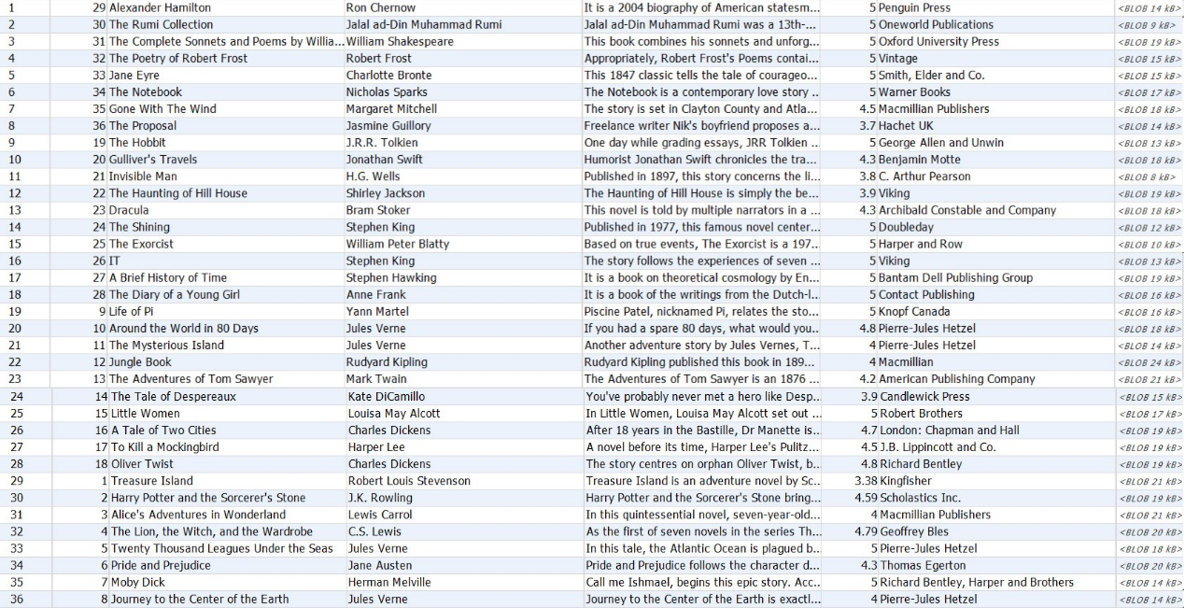 1 29 Alexander Hamilton Ron Chernow It is a 2004 biography of American statesm... 5 Penguin Press <BLOB 14 kB>
2 30 The Rumi Collection Jalal ad-Din Muhammad Rumi Jalal ad-Din Muhammad Rumi was a 13th-... 5 Oneworld Publications <BLOB 9 kB>
3 31 The Complete Sonnets and Poems by Willia... William Shakespeare This book combines his sonnets and unforg... 5 Oxford University Press <BLOB 19 kB>
4 32 The Poetry of Robert Frost Robert Frost Appropriately, Robert Frost's Poems contai... 5 Vintage <BLOB 15 kB>
5 33 Jane Eyre Charlotte Bronte This 1847 classic tells the tale of courageo... 5 Smith, Elder and Co. <BLOB 15 kB>
6 34 The Notebook Nicholas Sparks The Notebook is a contemporary love story ... 5 Warner Books <BLOB 17 kB>
7 35 Gone With The Wind Margaret Mitchell The story is set in Clayton County and Atla... 4.5 Macmillian Publishers <BLOB 18 kB>
8 36 The Proposal Jasmine Guillory Freelance writer Nik's boyfriend proposes a... 3.7 Hachet UK <BLOB 14 kB>
9 19 The Hobbit J.R.R. Tolkien One day while grading essays, JRR Tolkien ... 5 George Allen and Unwin <BLOB 13 kB>
10 20 Gulliver's Travels Jonathan Swift Humorist Jonathan Swift chronicles the tra... 4.3 Benjamin Motte <BLOB 18 kB>
11 21 Invisible Man H.G. Wells Published in 1897, this story concerns the li... 3.8 C. Arthur Pearson <BLOB 8 kB>
12 22 The Haunting of Hill House Shirley Jackson The Haunting of Hill House is simply the be... 3.9 Viking <BLOB 19 kB>
13 23 Dracula Bram Stoker This novel is told by multiple narrators in a ... 4.3 Archibald Constable and Company <BLOB 18 kB>
14 24 The Shining Stephen King Published in 1977, this famous novel center... 5 Doubleday <BLOB 12 kB>
15 25 The Exorcist William Peter Blatty Based on true events, The Exorcist is a 197... 5 Harper and Row <BLOB 10 kB>
16 26 IT Stephen King The story follows the experiences of seven ... 5 Viking <BLOB 13 kB>
17 27 A Brief History of Time Stephen Hawking It is a book on theoretical cosmology by En... 5 Bantam Dell Publishing Group <BLOB 19 kB>
18 28 The Diary of a Young Girl Anne Frank It is a book of the writings from the Dutch-l... 5 Contact Publishing <BLOB 16 kB>
19 9 Life of Pi Yann Martel Piscine Patel, nicknamed Pi, relates the sto... 5 Knopf Canada <BLOB 16 kB>
20 10 Around the World in 80 Days Jules Verne If you had a spare 80 days, what would you... 4.8 Pierre-Jules Hetzel <BLOB 18 kB>
21 11 The Mysterious Island Jules Verne Another adventure story by Jules Vernes, T... 4 Pierre-Jules Hetzel <BLOB 14 kB>
22 12 Jungle Book Rudyard Kipling Rudyard Kipling published this book in 189... 4 Macmillian <BLOB 24 kB>
23 13 The Adventures of Tom Sawyer Mark Twain The Adventures of Tom Sawyer is an 1876 ... 4.2 American Publishing Company <BLOB 21 kB>
24 14 The Tale of Despereaux Kate DiCamillo You've probably never met a hero like Desp... 3.9 Candlewick Press <BLOB 15 kB>
25 15 Little Women Louisa May Alcott In Little Women, Louisa May Alcott set out ... 5 Robert Brothers <BLOB 17 kB>
26 16 A Tale of Two Cities Charles Dickens After 18 years in the Bastille, Dr Manette is... 4.7 London: Chapman and Hall <BLOB 19 kB>
27 17 To Kill a Mockingbird Harper Lee A novel before its time, Harper Lee's Pulitz... 4.5 J.B. Lippincott and Co. <BLOB 19 kB>
28 18 Oliver Twist Charles Dickens The story centres on orphan Oliver Twist, b... 4.8 Richard Bentley <BLOB 19 kB>
29 1 Treasure Island Robert Louis Stevenson Treasure Island is an adventure novel by Sc... 3.38 Kingfisher <BLOB 21 kB>
30 2 Harry Potter and the Sorcerer's Stone J.K. Rowling Harry Potter and the Sorcerer's Stone bring... 4.59 Scholastics Inc. <BLOB 19 kB>
31 3 Alice's Adventures in Wonderland Lewis Carrol In this quintessential novel, seven-year-old... 4 Macmillian Publishers <BLOB 21 kB>
32 4 The Lion, the Witch, and the Wardrobe C.S. Lewis As the first of seven novels in the series Th... 4.79 Geoffrey Bles <BLOB 20 kB>
33 5 Twenty Thousand Leagues Under the Seas Jules Verne In this tale, the Atlantic Ocean is plagued b... 5 Pierre-Jules Hetzel <BLOB 18 kB>
34 6 Pride and Prejudice Jane Austen Pride and Prejudice follows the character d... 4.3 Thomas Egerton <BLOB 20 kB>
35 7 Moby Dick Herman Melville Call me Ishmael, begins this epic story. Acc... 5 Richard Bentley, Harper and Brothers <BLOB 14 kB>
36 8 Journey to the Center of the Earth Jules Verne Journey to the Center of the Earth is exactl... 4 Pierre-Jules Hetzel <BLOB 14 kB>